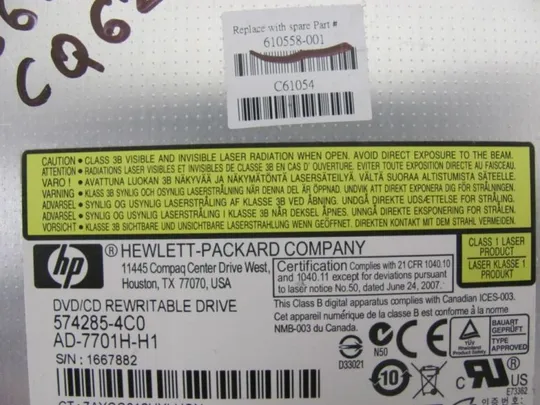 CQ62
Replace with spare Part #
610558-001
C61054
CAUTION • CLASS 3B VISIBLE AND INVISIBLE LASER RADIATION WHEN OPEN. AVOID DIRECT EXPOSURE TO THE BEAM.
ATTENTION • RADIATIONS LASER VISIBLES ET INVISIBLES DE CLASSE 3B EN CAS D' OUVERTURE. EVITER TOUTE EXPOSITION DIRECTE AU FAISCEAU.
VARO! • AVATTUNA LUOKAN 3B NÄKYVÄÄ JA NÄKYMÄTÖNTÄ LASERSÄTEILYÄ. VÄLTÄ SUORAA ALTISTUMISTA SÄTEELLE.
VARNING • KLASS 3B SYNLIG OCH OSYNLIG LASERSTRÅLNING NÄR DENNA DEL ÄR ÖPPNAD. UNDVIK ATT DIREKT EXPONERA DIG FÖR STRÅLNINGEN.
ADVARSEL • SYNLIG OG USYNLIG LASERSTRÅLING AF KLASSE 3B VED ÅBNING. UNDGÅ DIREKTE UDSÆTTELSE FOR STRÅLING.
ADVARSEL • SYNLIG OG USYNLIG LASERSTRÅLING I KLASSE 3B NÅR DEKSEL ÅPNES. UNNGÅ DIREKTE EKSPONERING FOR STRÅLEN.
VORSICHT • KLASSE 3B SICHTBARE UND UNSICHTBARE LASERSTRAHLUNG WENN GEÖFFNET. DIREKTEN KONTAKT MIT DEM STRAHL VERMEIDEN.
hp ® HEWLETT-PACKARD COMPANY
11445 Compaq Center Drive West,
Houston, TX 77070, USA
Certification Complies with 21 CFR 1040.10
and 1040.11 except for deviations pursuant
to laser notice No.50, dated June 24, 2007.
CLASS 1 LASER
PRODUCT
LASER KLASSE 1
PRODUKT
DVD/CD REWRITABLE DRIVE
574285-4C0
AD-7701H-H1
S/N : 1667882
This Class B digital apparatus complies with Canadian ICES-003.
Cet appareil numérique de la classe B est conforme à la norme
NMB-003 du Canada.
D33021
N50
TÜV
BAUART
GEPRÜFT
TYPE
APPROVED
10
c UL US
E73362